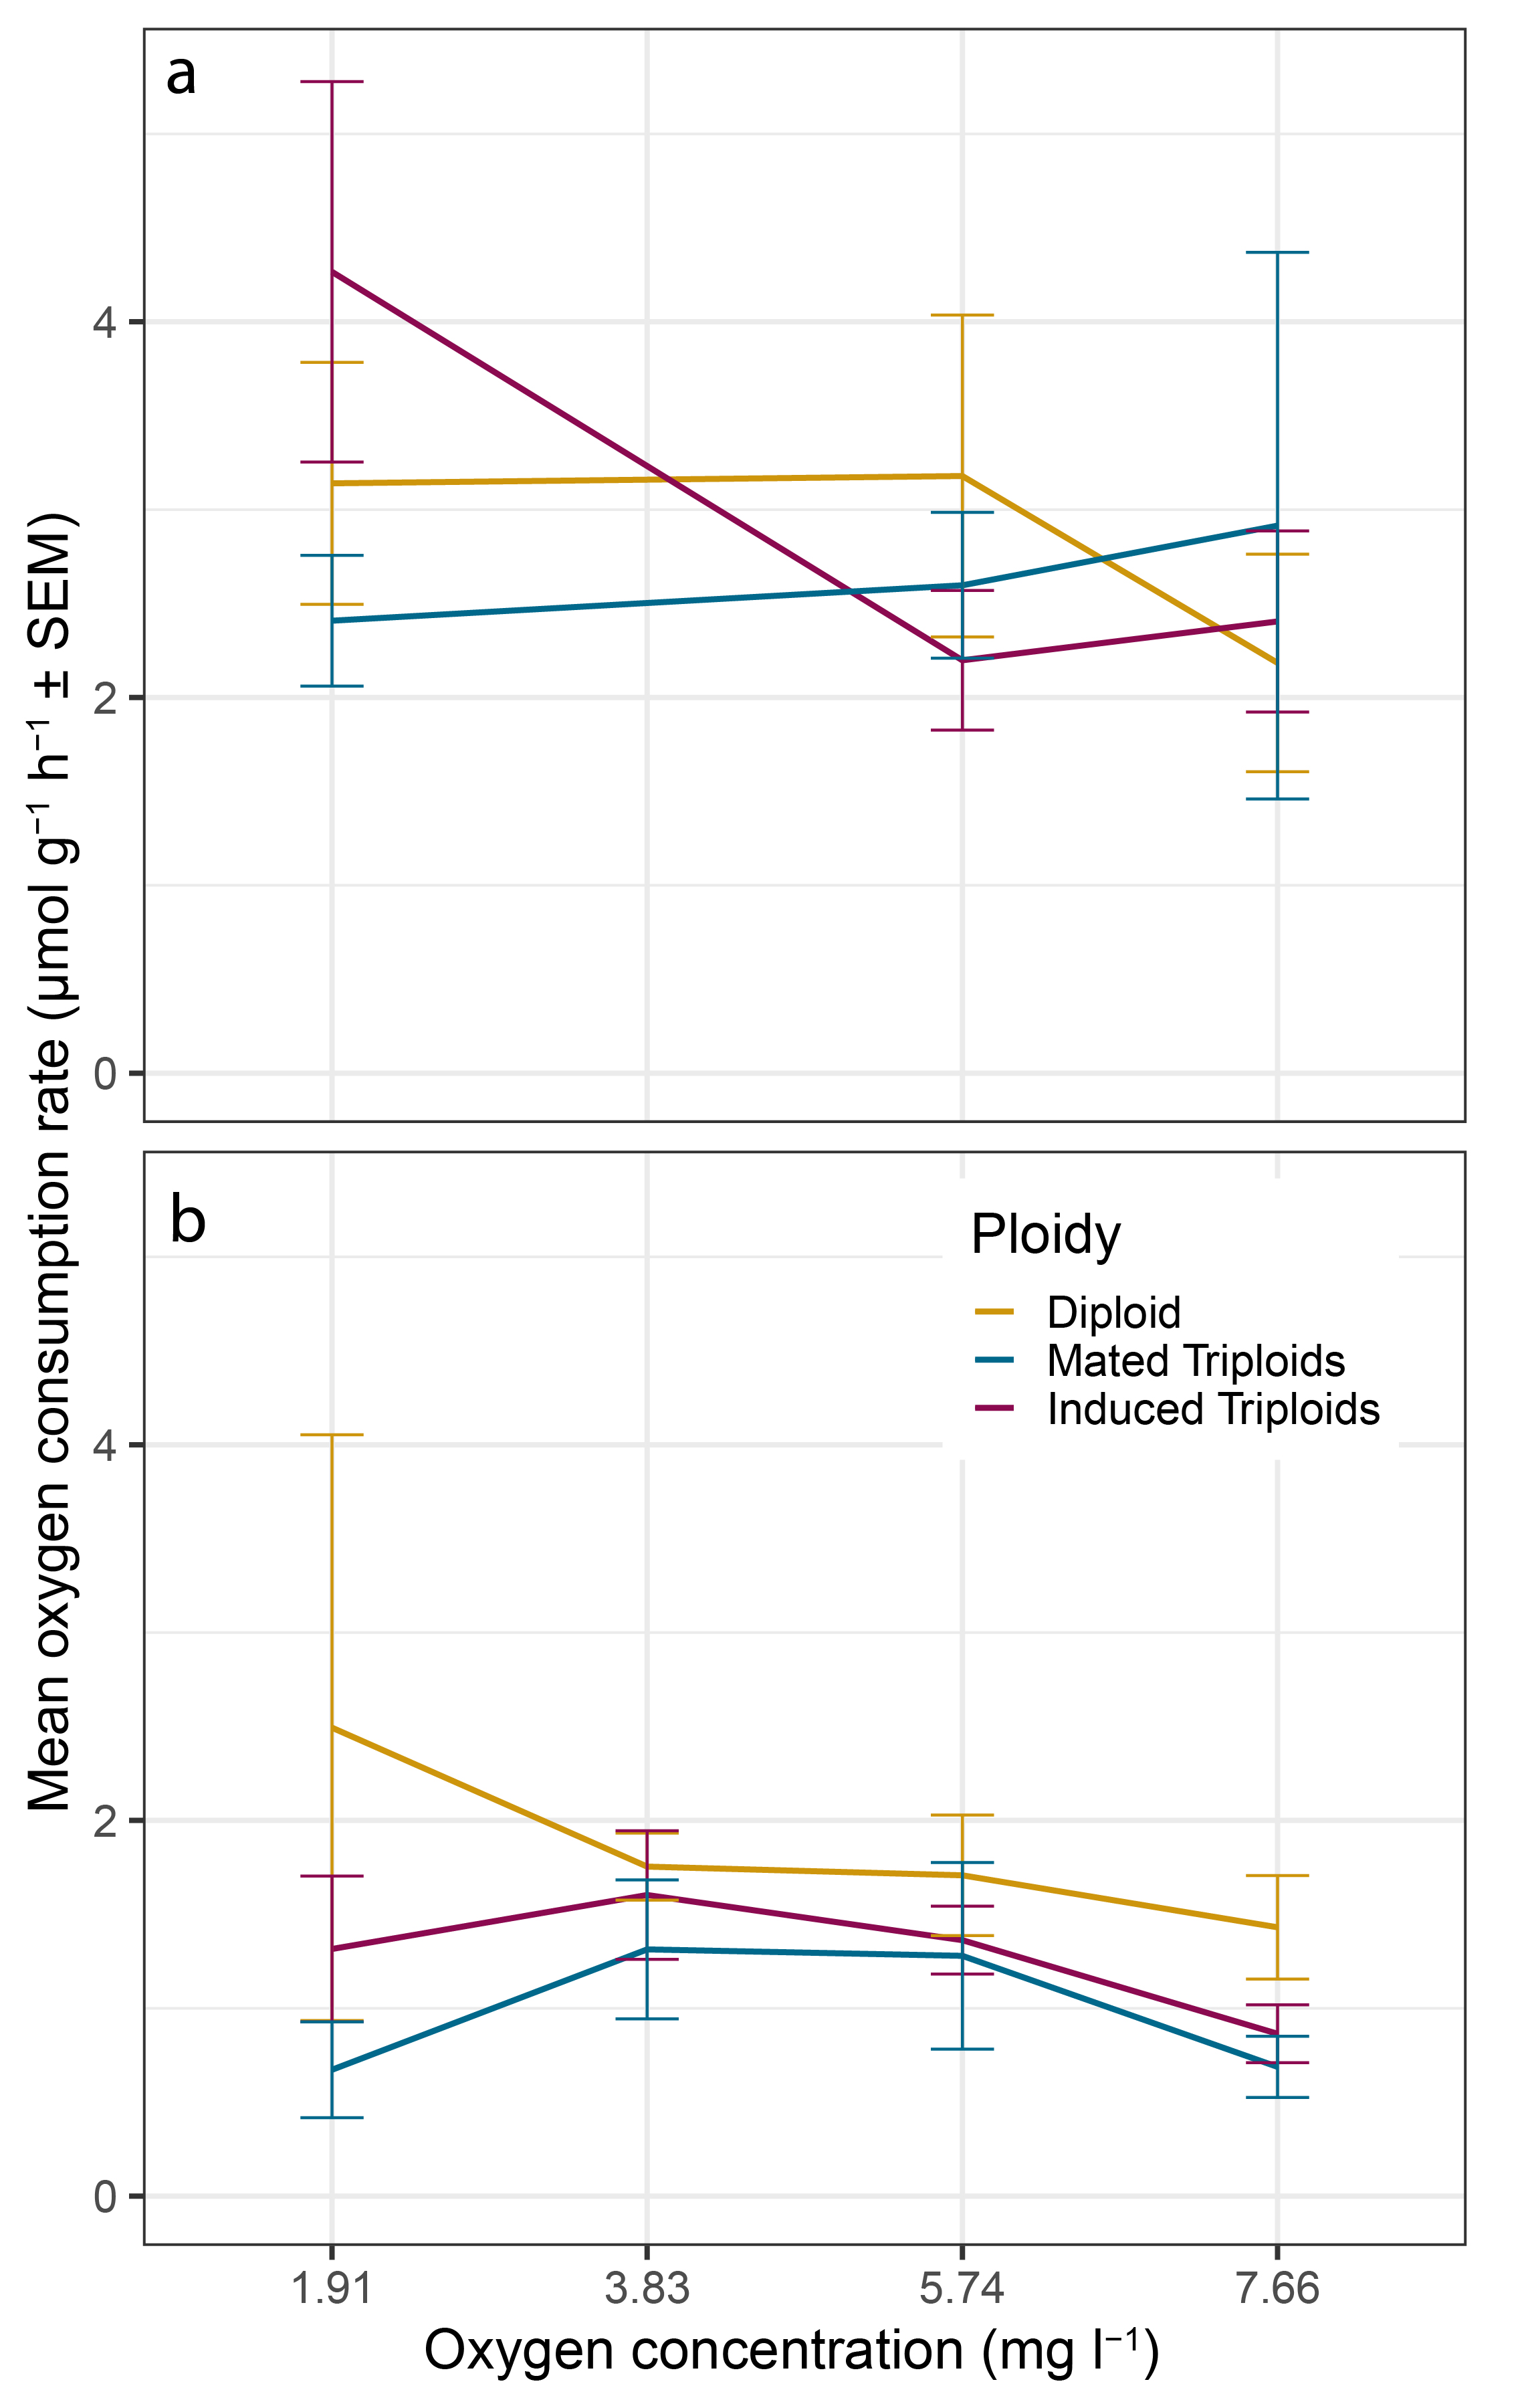 Mean oxygen consumption rate (µmol g⁻¹ h⁻¹ ± SEM)
a
4
2
0
b
Ploidy
Diploid
Mated Triploids
Induced Triploids
4
2
0
1.91 3.83 5.74 7.66
Oxygen concentration (mg l⁻¹)